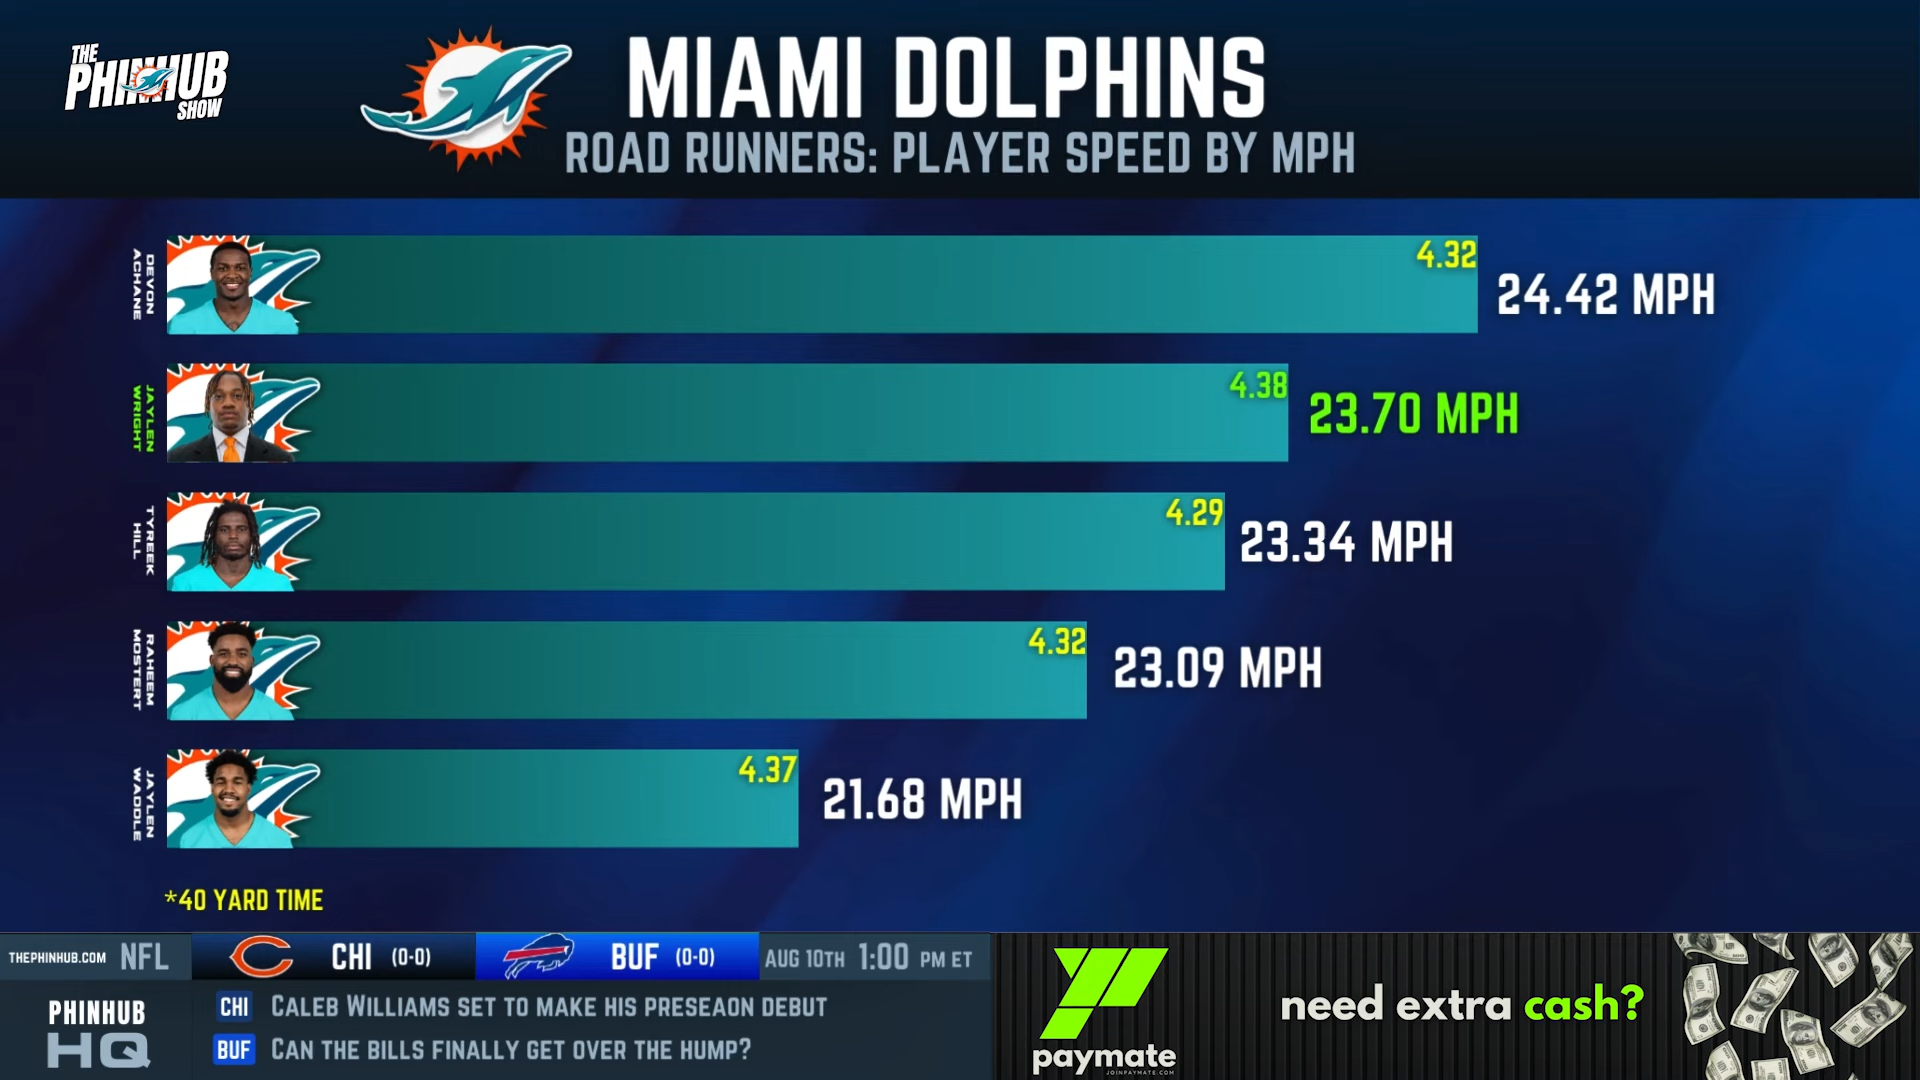 THE
PHINHUB
SHOW
MIAMI DOLPHINS
ROAD RUNNERS: PLAYER SPEED BY MPH
DEVON
ACHANE
4.32
24.42 MPH
JAYLEN
WRIGHT
4.38
23.70 MPH
TYREEK
HILL
4.29
23.34 MPH
RAHEEM
MOSTERT
4.32
23.09 MPH
JAYLEN
WADDLE
4.37
21.68 MPH
*40 YARD TIME
THEPHINHUB.COM NFL
CHI (0-0)
BUF (0-0)
AUG 10TH 1:00 PM ET
PHINHUB
HQ
CHI CALEB WILLIAMS SET TO MAKE HIS PRESEAON DEBUT
BUF CAN THE BILLS FINALLY GET OVER THE HUMP?
paymate
JOINPAYMATE.COM
need extra cash?